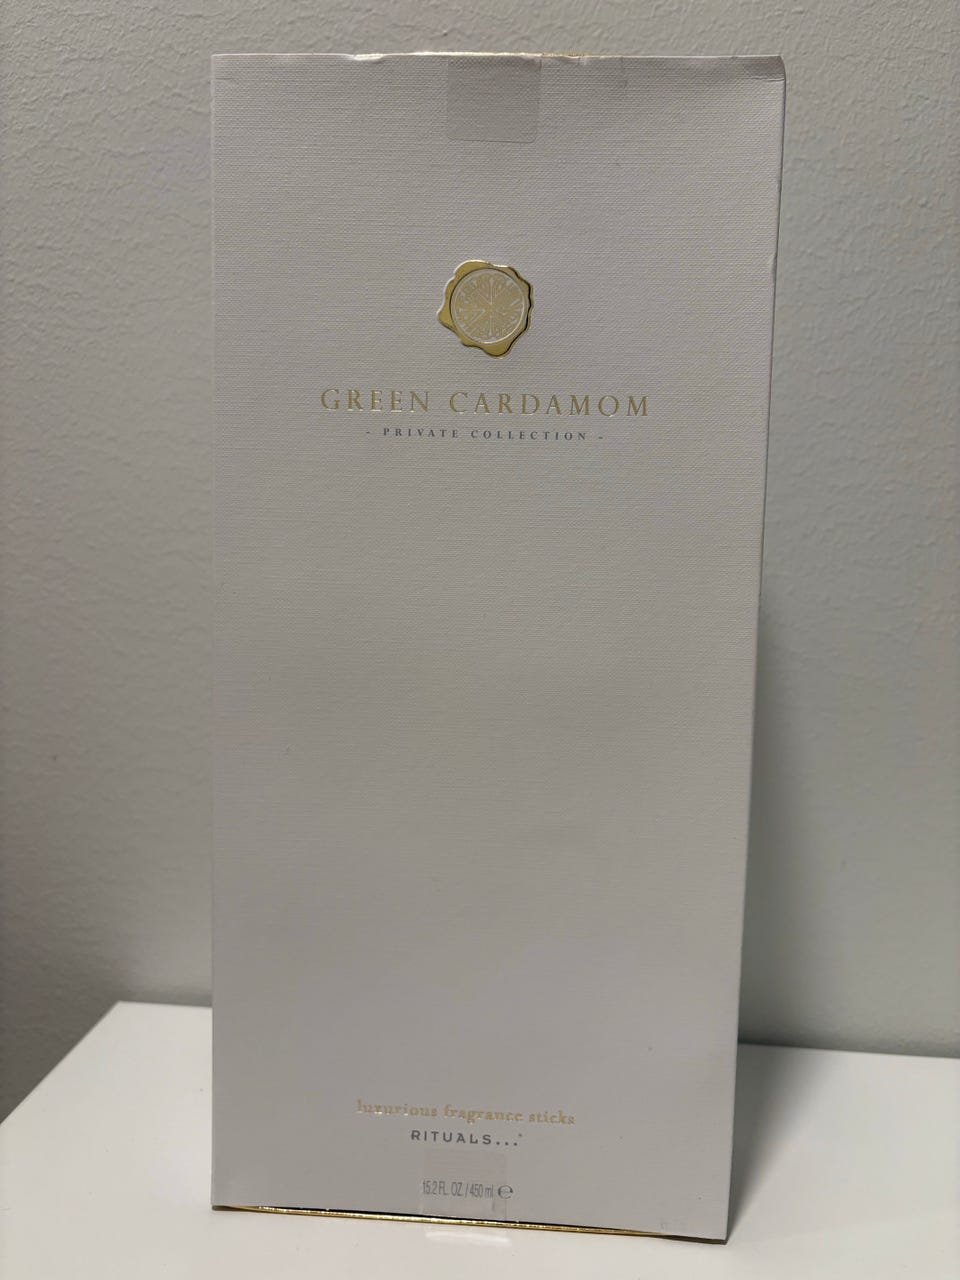 GREEN CARDAMOM
- PRIVATE COLLECTION -
luxurious fragrance sticks
RITUALS...®
15.2 FL. OZ / 450 ml ℮